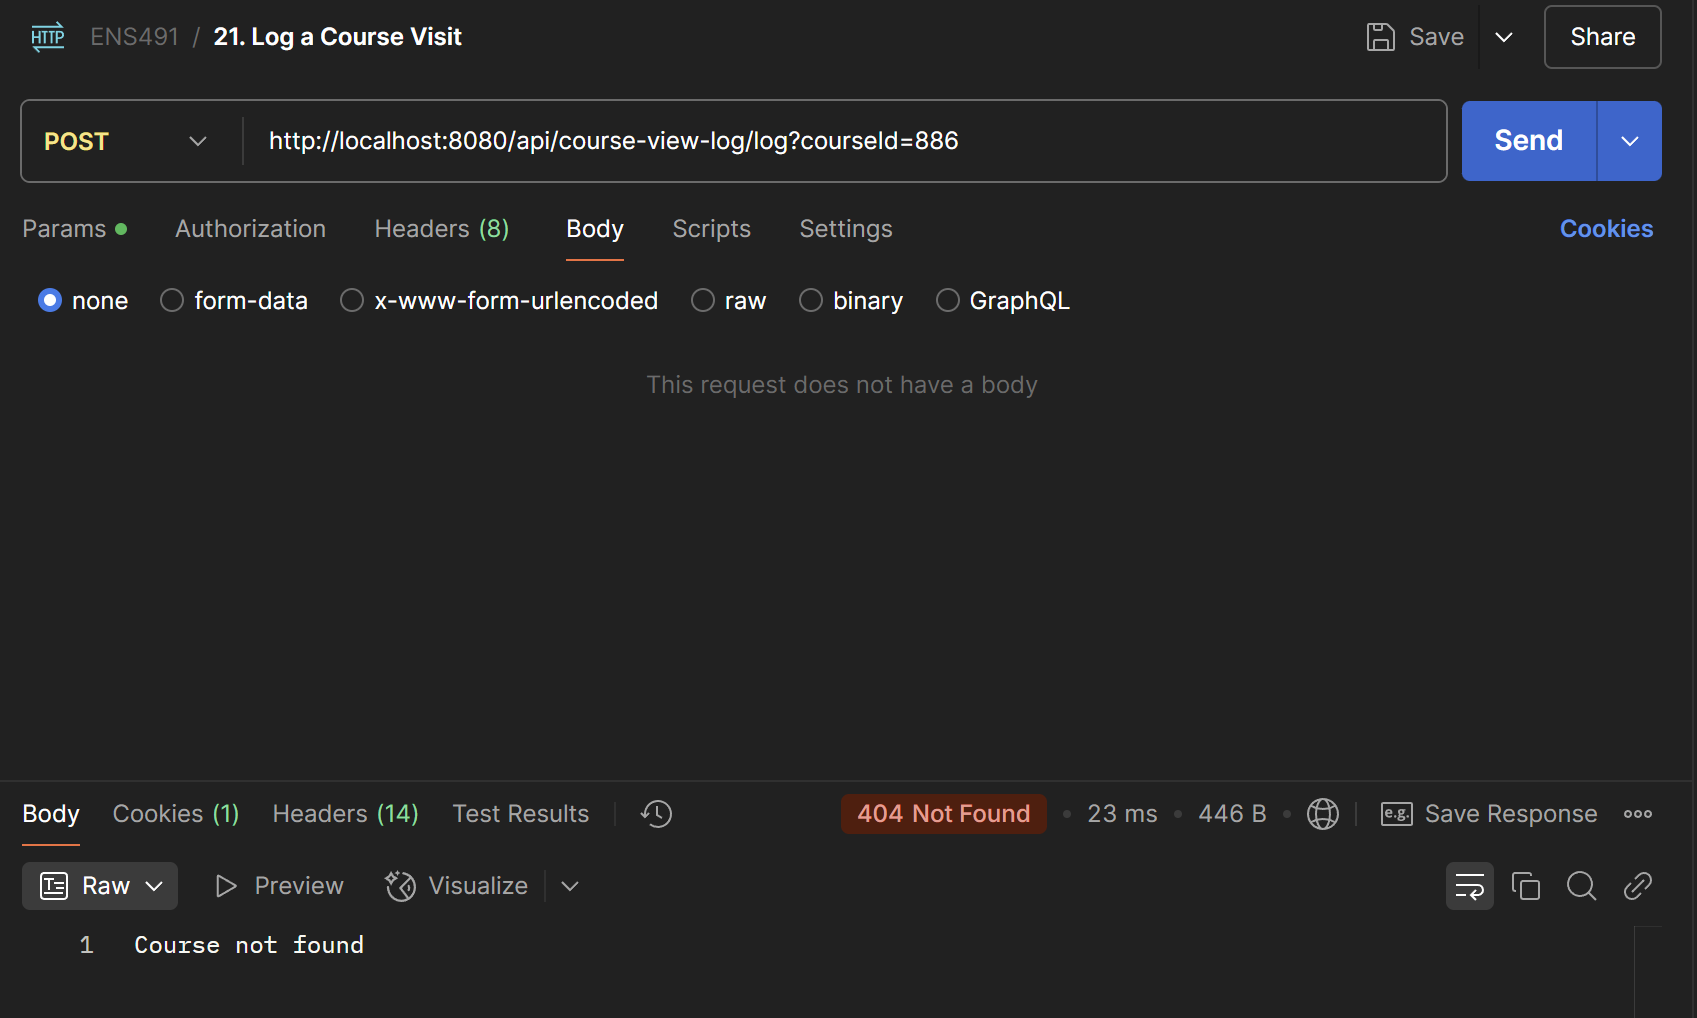 HTTP ENS491 / 21. Log a Course Visit Save Share
POST http://localhost:8080/api/course-view-log/log?courseId=886 Send
Params Authorization Headers (8) Body Scripts Settings Cookies
none form-data x-www-form-urlencoded raw binary GraphQL
This request does not have a body
Body Cookies (1) Headers (14) Test Results 404 Not Found 23 ms 446 B e.g. Save Response
Raw Preview Visualize
1 Course not found